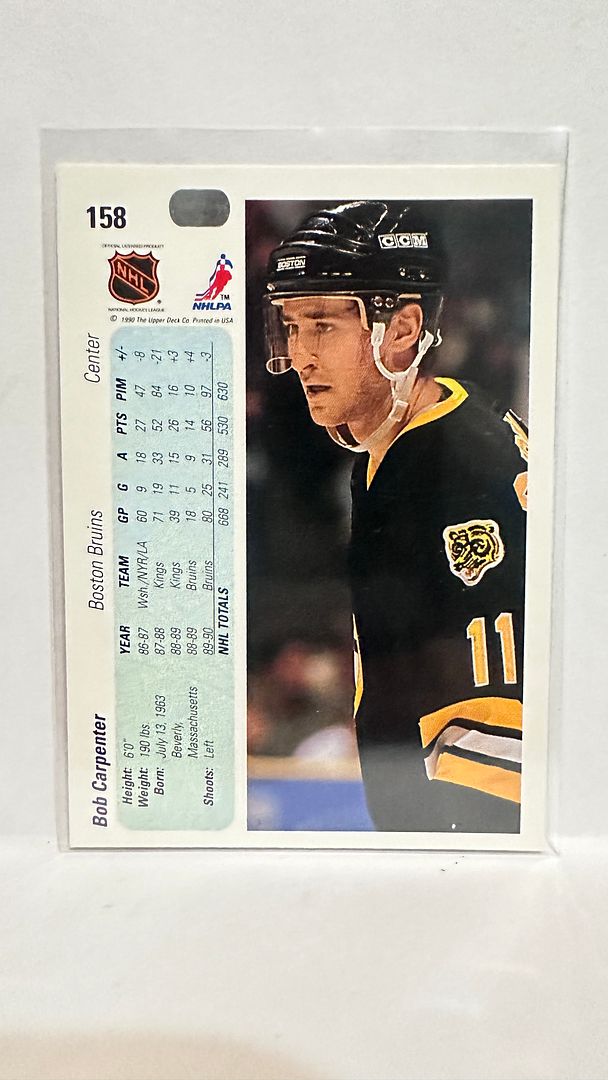 158
OFFICIAL LICENSED PRODUCT
NHL
®
NATIONAL HOCKEY LEAGUE
TM
NHLPA
© 1990 The Upper Deck Co. Printed in USA
Bob Carpenter Boston Bruins Center
Height: 6'0"
Weight: 190 lbs
Born: July 13, 1963
Beverly,
Massachusetts
Shoots: Left
YEAR TEAM GP G A PTS PIM +/-
86-87 Wsh./NYR/LA 60 9 18 27 47 -8
87-88 Kings 71 19 33 52 84 -21
88-89 Kings 39 11 15 26 16 +3
88-89 Bruins 18 5 9 14 10 +4
89-90 Bruins 80 25 31 56 97 -3
NHL TOTALS 668 241 289 530 630
CCM
BOSTON
11